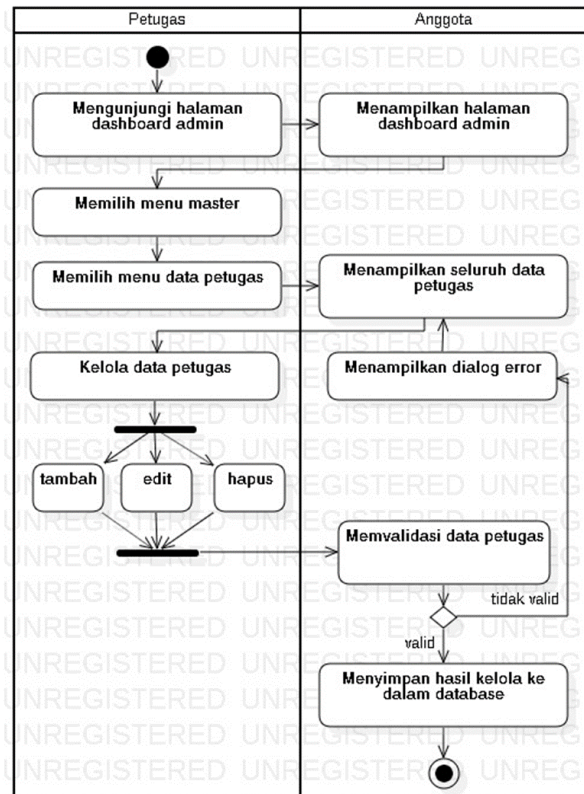 Petugas
Anggota
Mengunjungi halaman
dashboard admin
Menampilkan halaman
dashboard admin
Memilih menu master
Memilih menu data petugas
Menampilkan seluruh data
petugas
Kelola data petugas
Menampilkan dialog error
tambah
edit
hapus
Memvalidasi data petugas
tidak valid
valid
Menyimpan hasil kelola ke
dalam database
UNREGISTERED UNREGISTERED